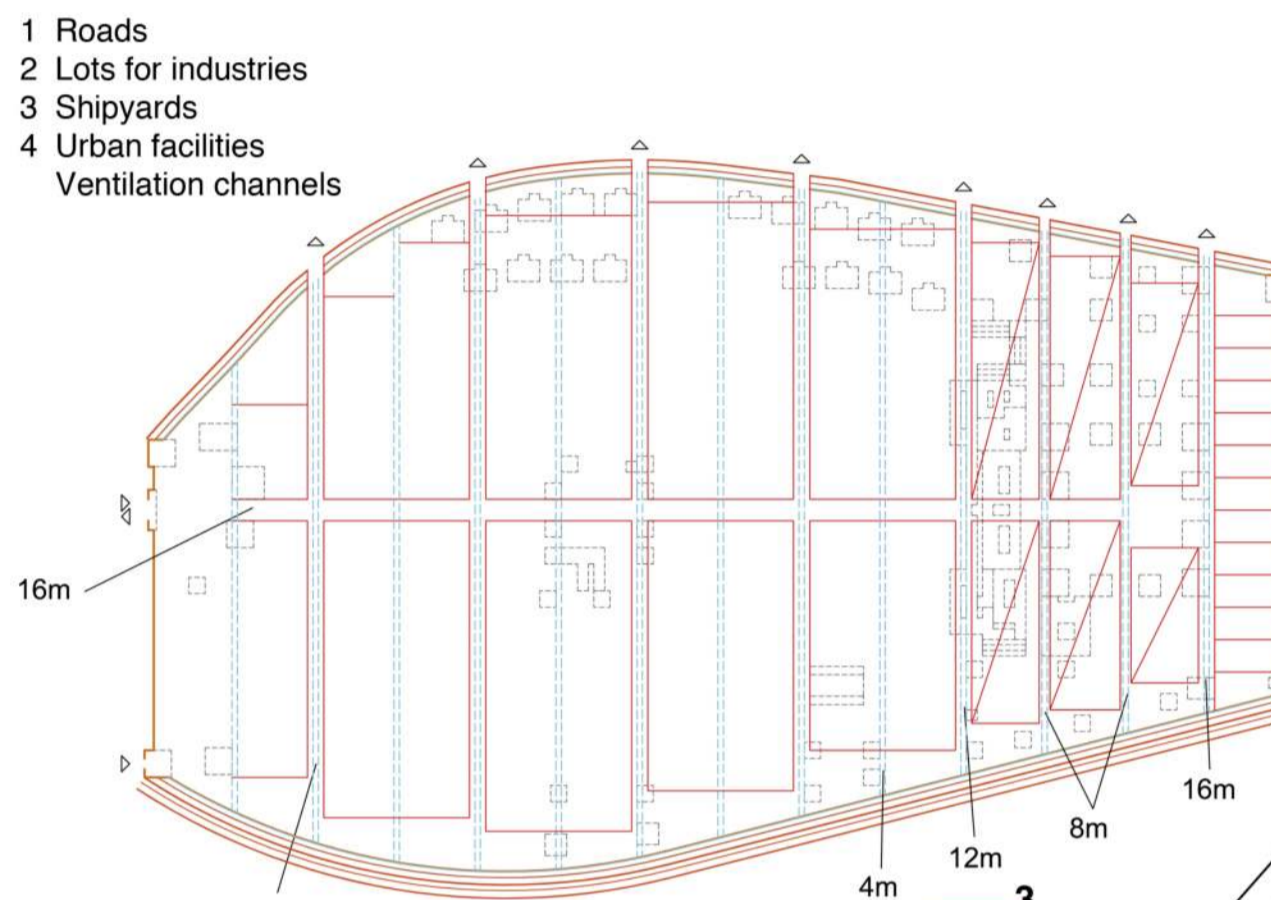 1 Roads
2 Lots for industries
3 Shipyards
4 Urban facilities
Ventilation channels
16m
16m
8m
12m
4m
3